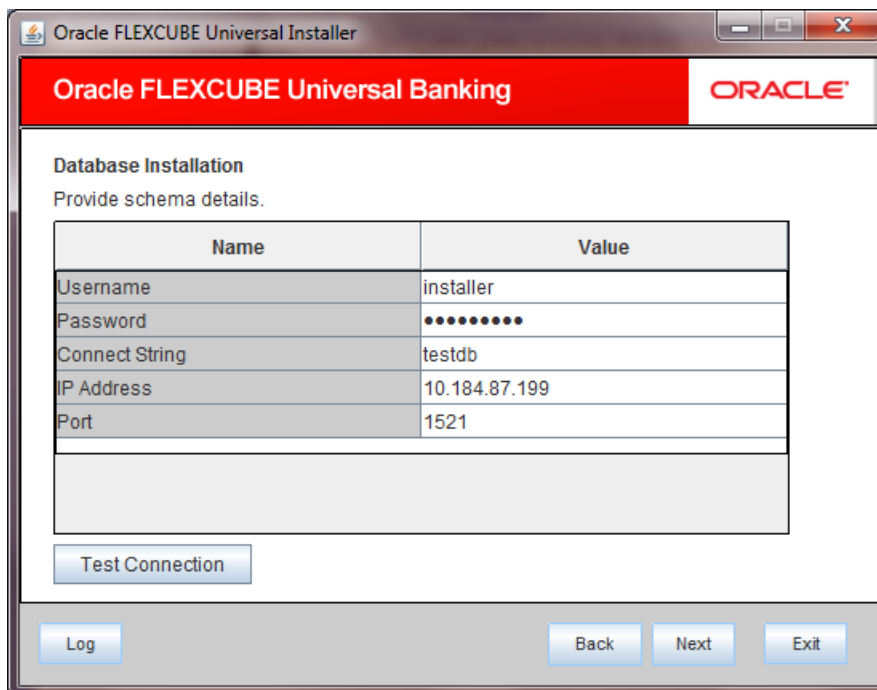 Oracle FLEXCUBE Universal Installer
Oracle FLEXCUBE Universal Banking
ORACLE
Database Installation
Provide schema details.
Name Value
Username installer
Password •••••••••
Connect String testdb
IP Address 10.184.87.199
Port 1521
Test Connection
Log Back Next Exit